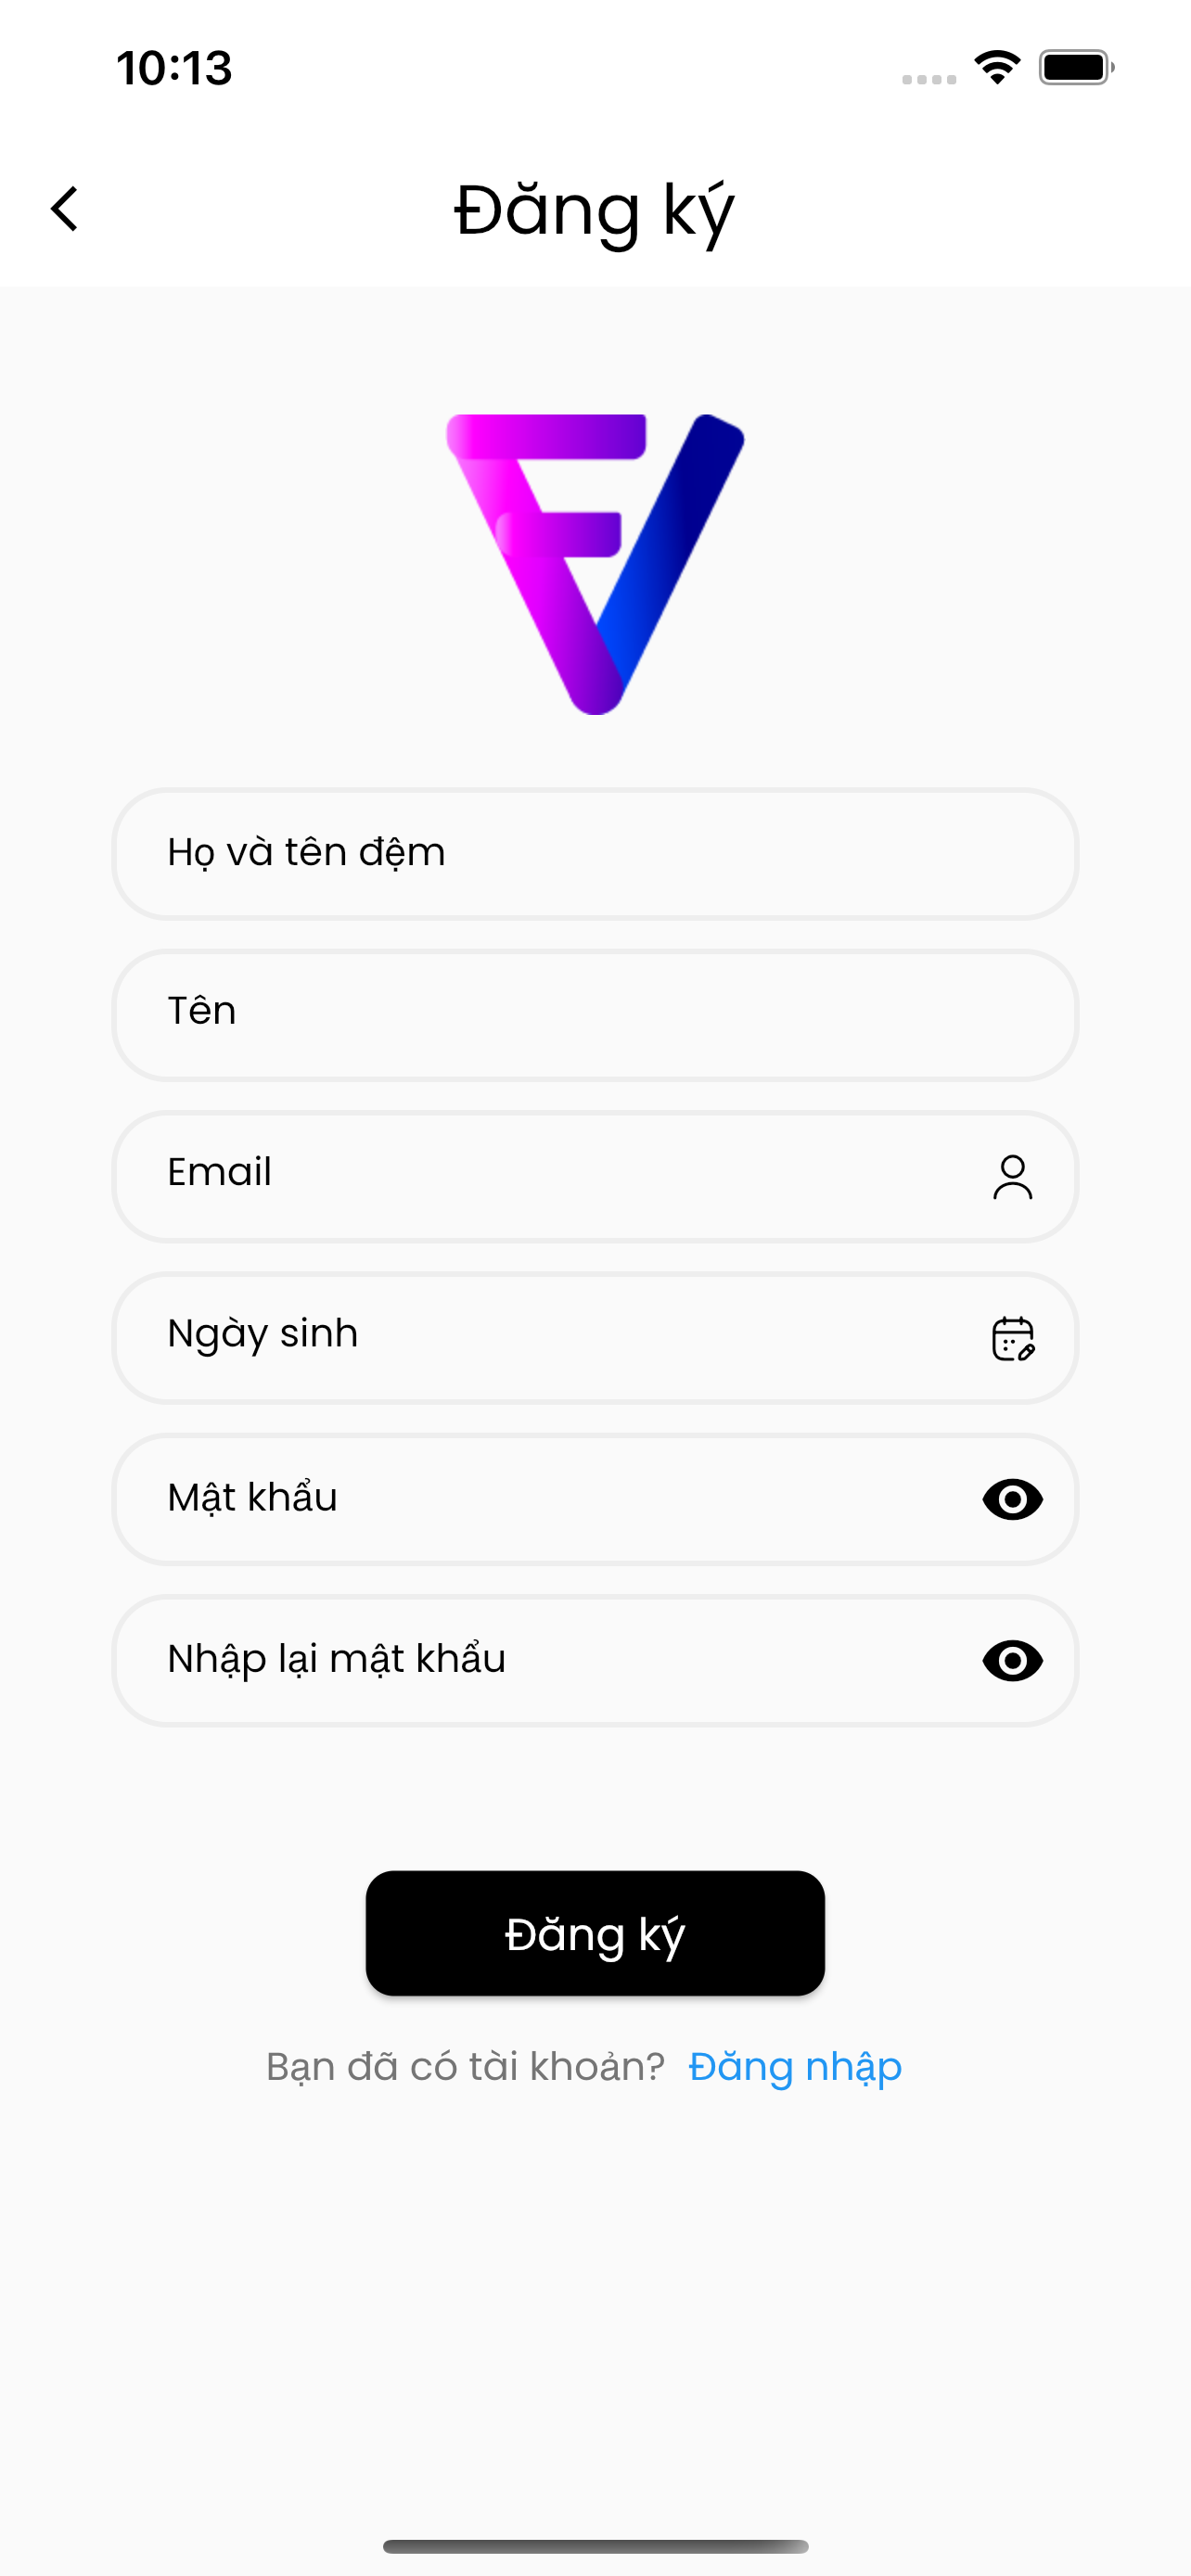 10:13
Đăng ký
Họ và tên đệm
Tên
Email
Ngày sinh
Mật khẩu
Nhập lại mật khẩu
Đăng ký
Bạn đã có tài khoản? Đăng nhập